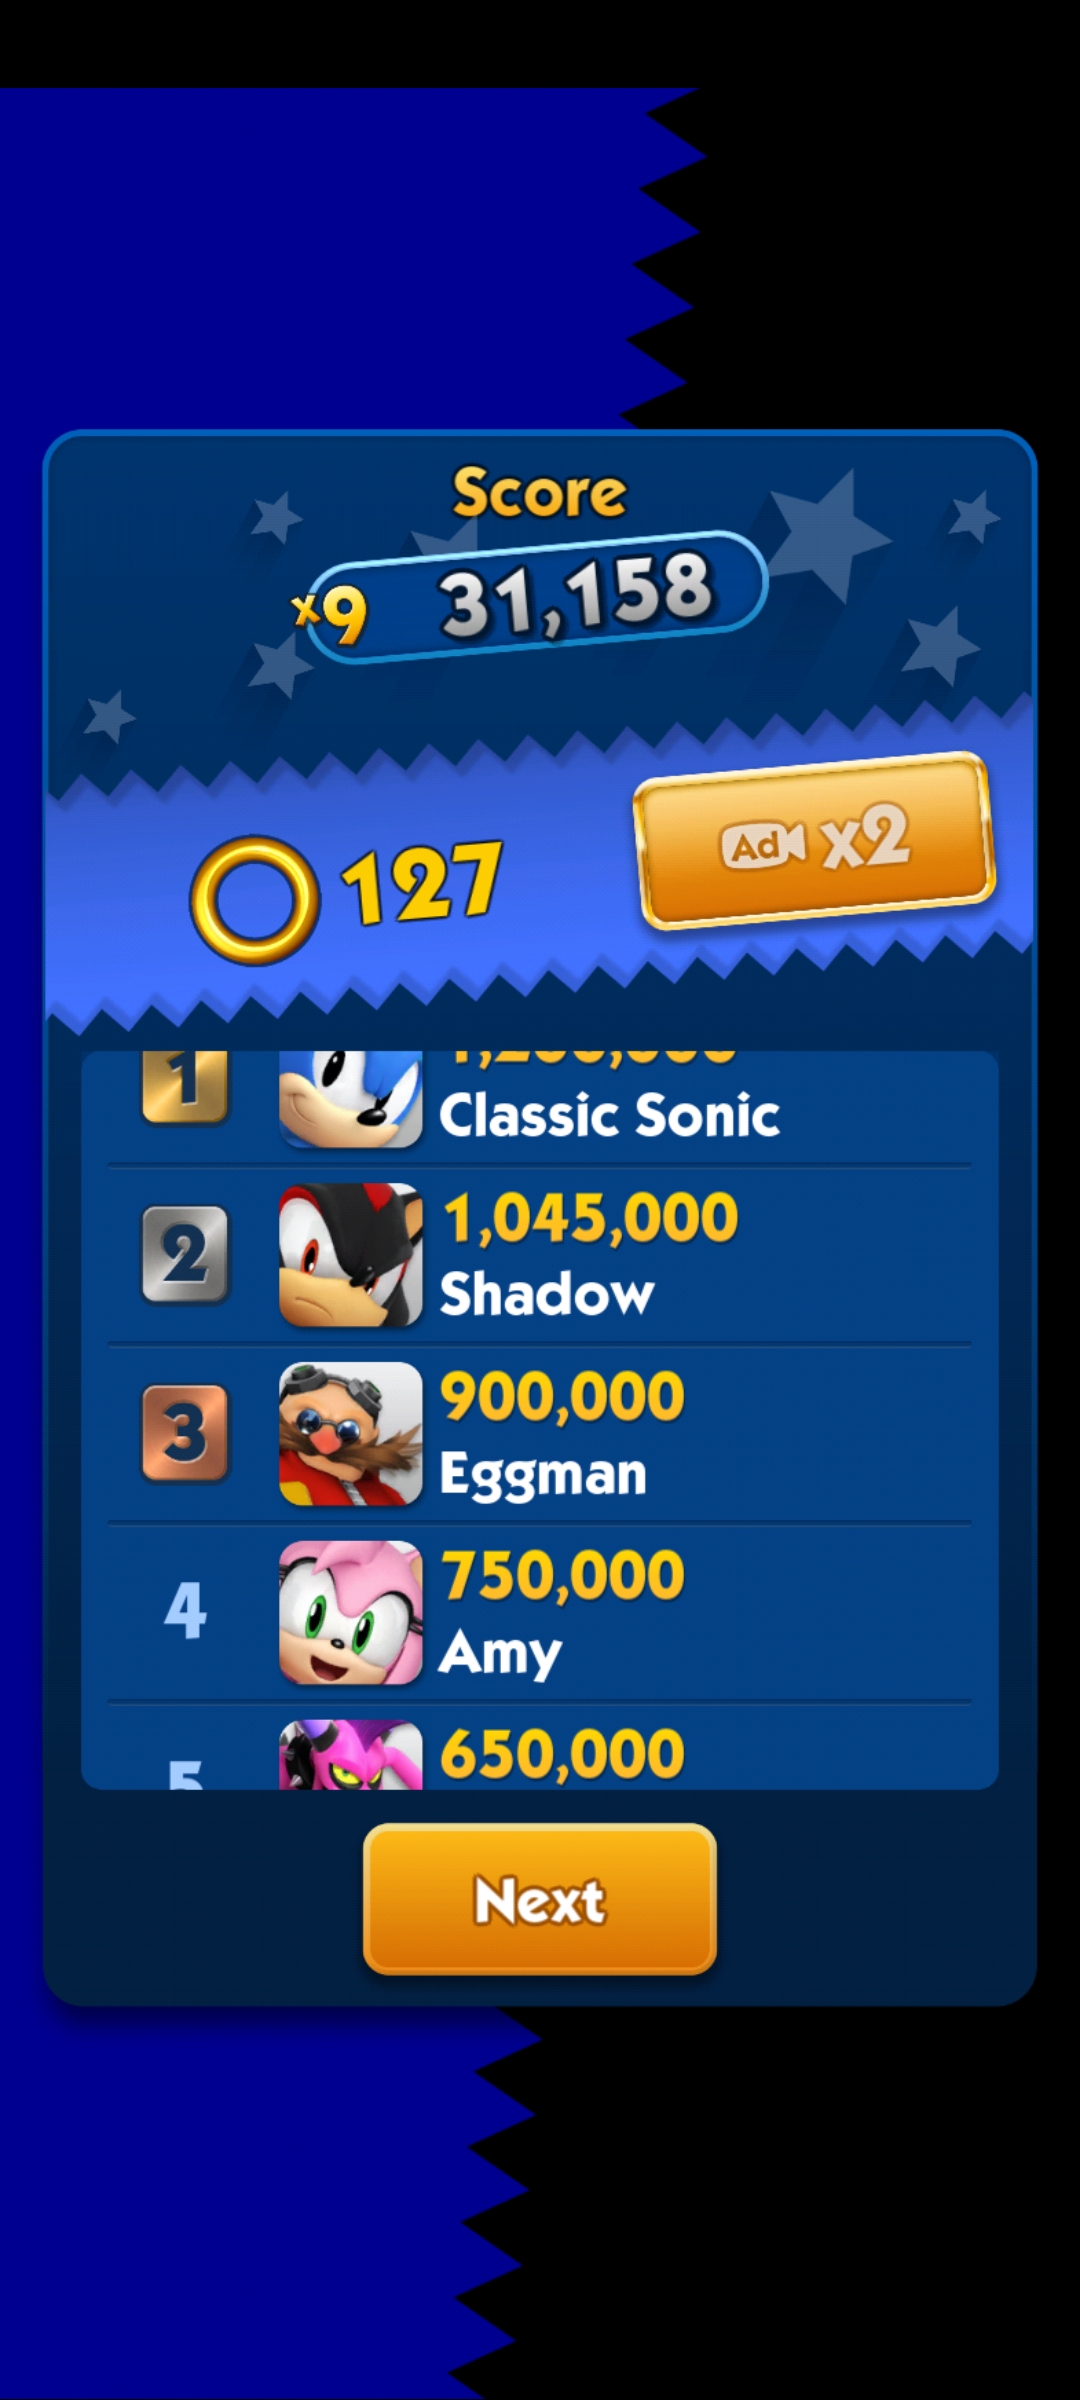 Score
x9 31,158
127
Ad x2
1
Classic Sonic
2
1,045,000
Shadow
3
900,000
Eggman
4
750,000
Amy
5
650,000
Next